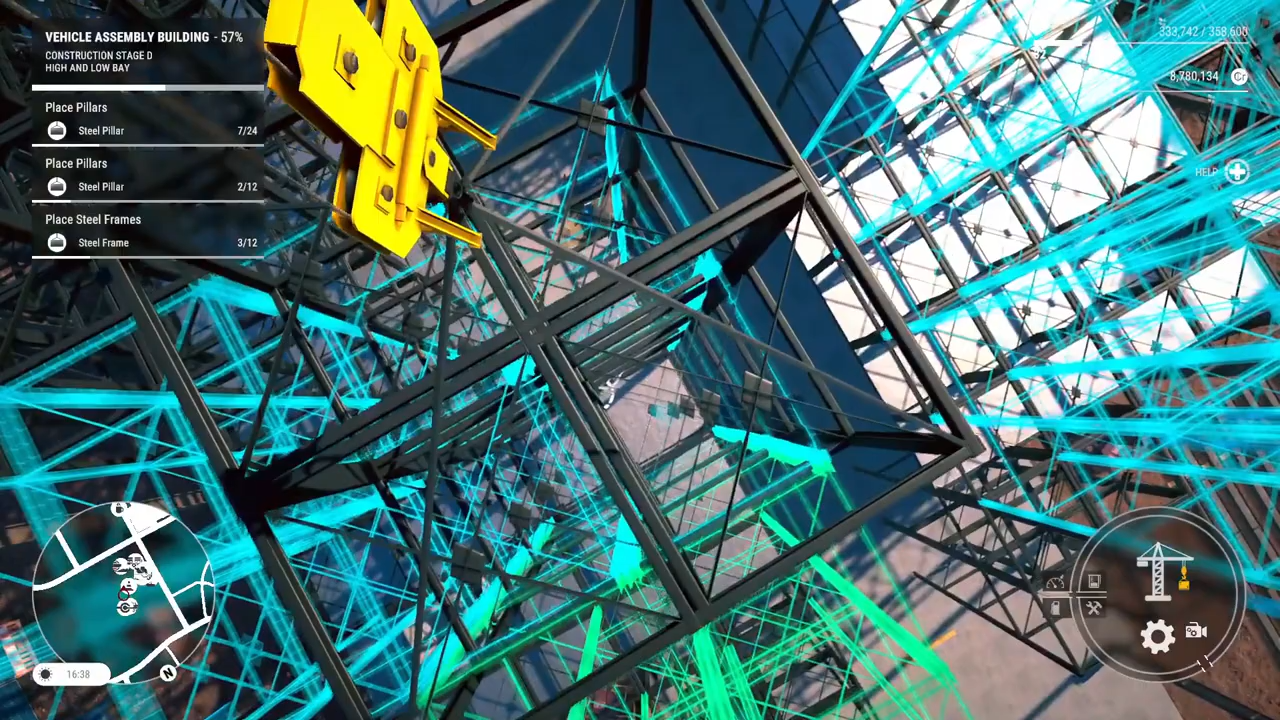 VEHICLE ASSEMBLY BUILDING - 57%
CONSTRUCTION STAGE D
HIGH AND LOW BAY
Place Pillars
Steel Pillar 7/24
Place Pillars
Steel Pillar 2/12
Place Steel Frames
Steel Frame 3/12
333,742 / 358,600
8,780,134 Cr
HELP
16:38
N